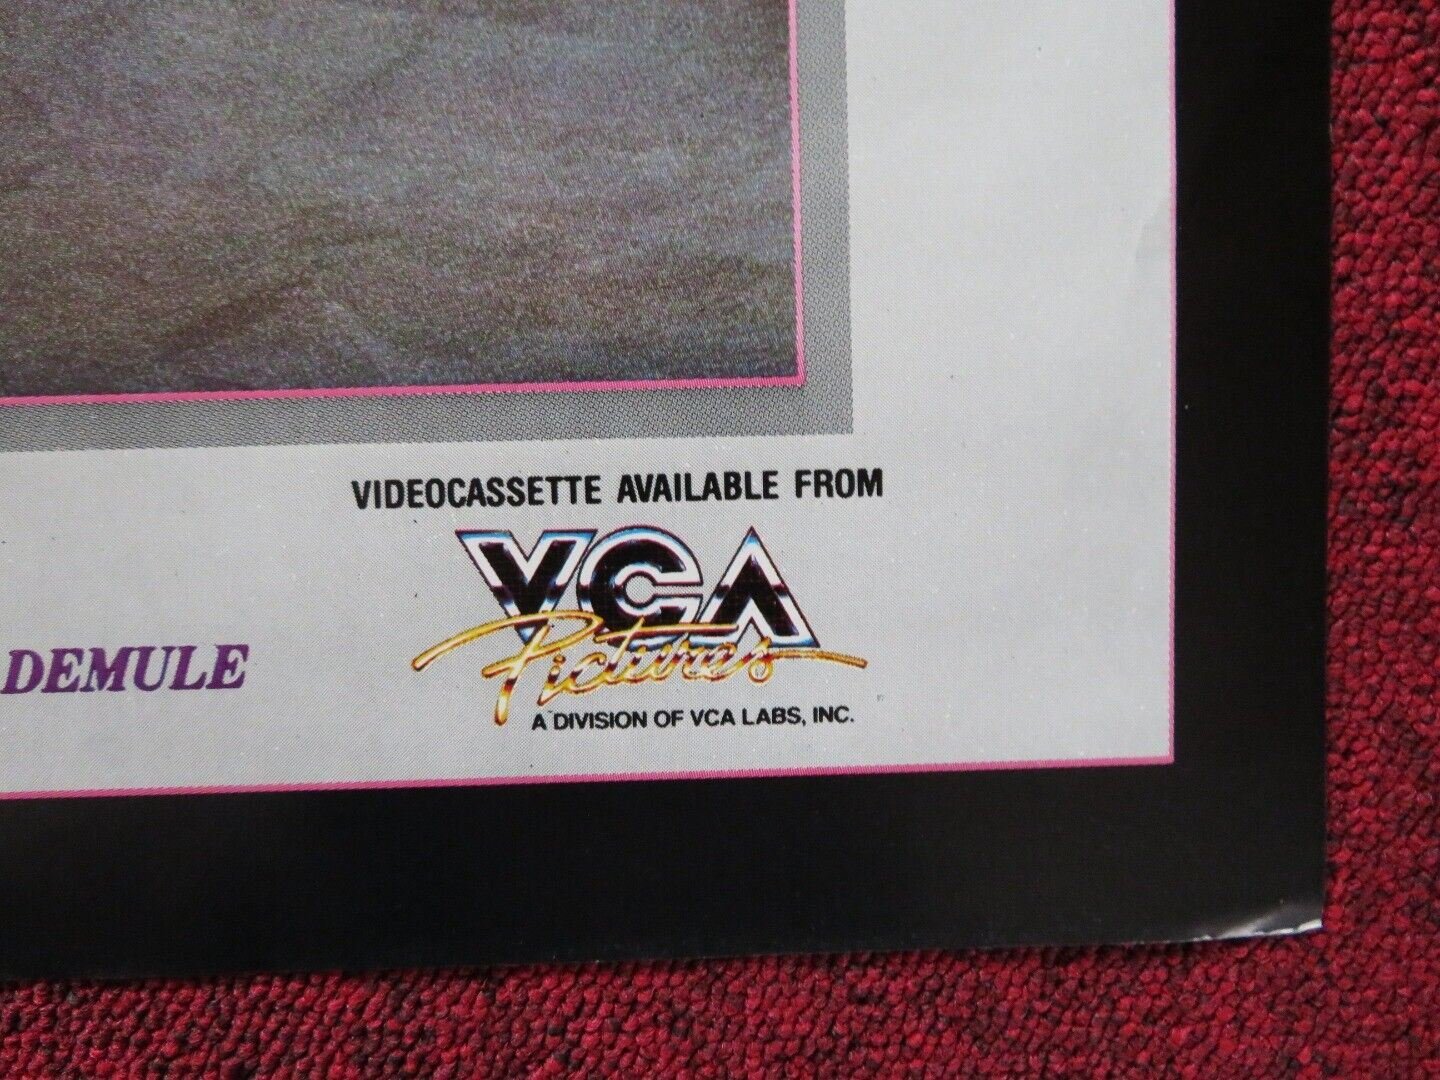 VIDEOCASSETTE AVAILABLE FROM
VCA
Pictures
DEMULE
A DIVISION OF VCA LABS, INC.